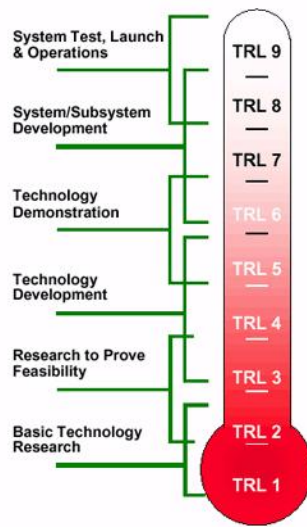 System Test, Launch
& Operations
System/Subsystem
Development
Technology
Demonstration
Technology
Development
Research to Prove
Feasibility
Basic Technology
Research
TRL 9
TRL 8
TRL 7
TRL 6
TRL 5
TRL 4
TRL 3
TRL 2
TRL 1